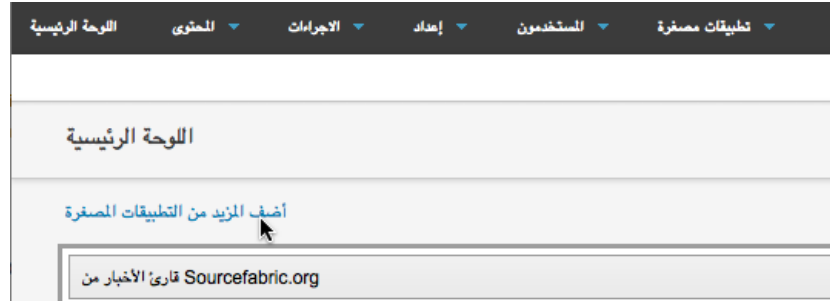 اللوحة الرئيسية المحتوى الاجراءات إعداد المستخدمون تطبيقات مصغرة
اللوحة الرئيسية
أضف المزيد من التطبيقات المصغرة
قارئ الأخبار من Sourcefabric.org